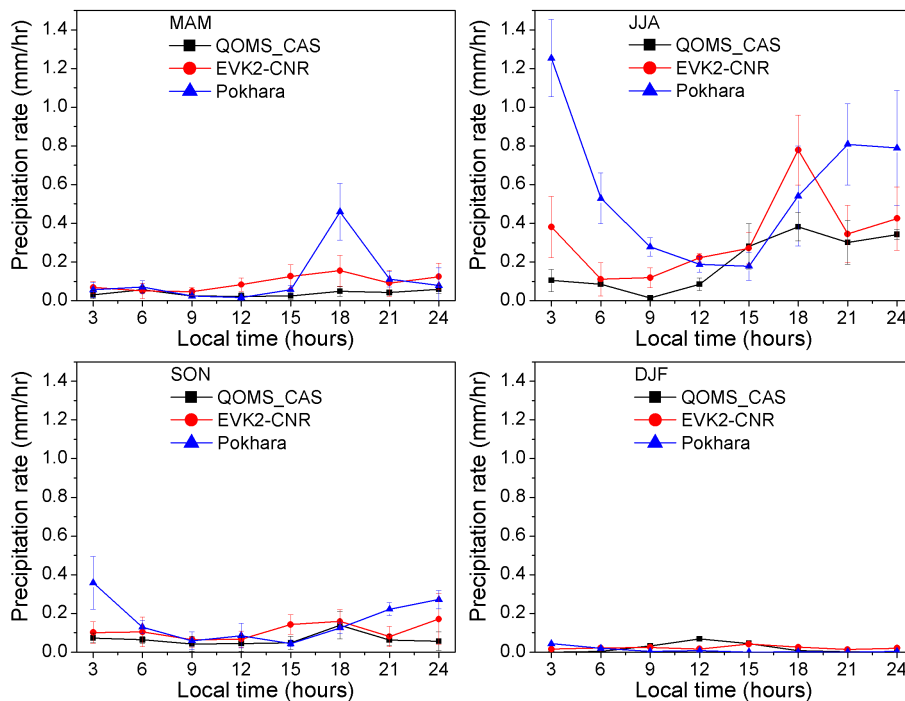 MAM
QOMS_CAS
EVK2-CNR
Pokhara
Precipitation rate (mm/hr)
1.4
1.2
1.0
0.8
0.6
0.4
0.2
0.0
3 6 9 12 15 18 21 24
Local time (hours)
JJA
QOMS_CAS
EVK2-CNR
Pokhara
Precipitation rate (mm/hr)
1.4
1.2
1.0
0.8
0.6
0.4
0.2
0.0
3 6 9 12 15 18 21 24
Local time (hours)
SON
QOMS_CAS
EVK2-CNR
Pokhara
Precipitation rate (mm/hr)
1.4
1.2
1.0
0.8
0.6
0.4
0.2
0.0
3 6 9 12 15 18 21 24
Local time (hours)
DJF
QOMS_CAS
EVK2-CNR
Pokhara
Precipitation rate (mm/hr)
1.4
1.2
1.0
0.8
0.6
0.4
0.2
0.0
3 6 9 12 15 18 21 24
Local time (hours)